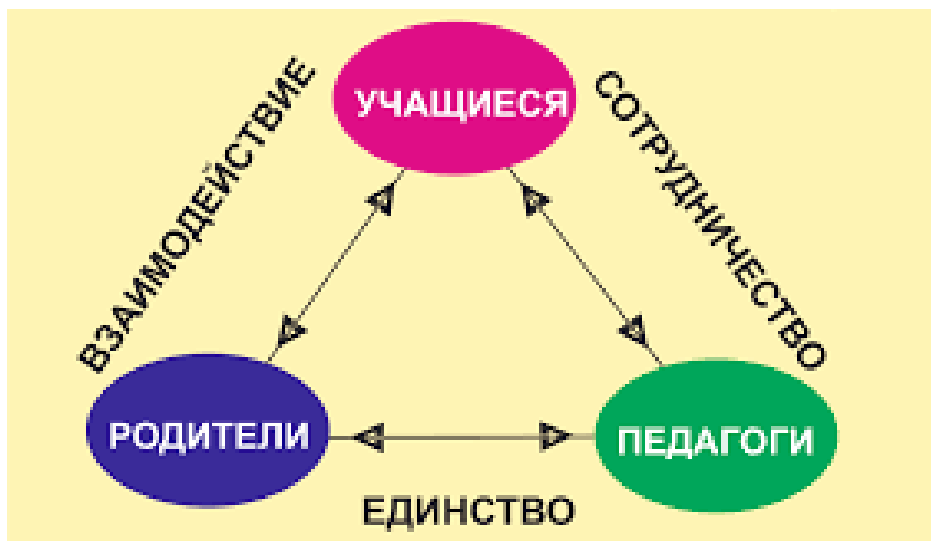 УЧАЩИЕСЯ
ВЗАИМОДЕЙСТВИЕ
СОТРУДНИЧЕСТВО
РОДИТЕЛИ
ПЕДАГОГИ
ЕДИНСТВО